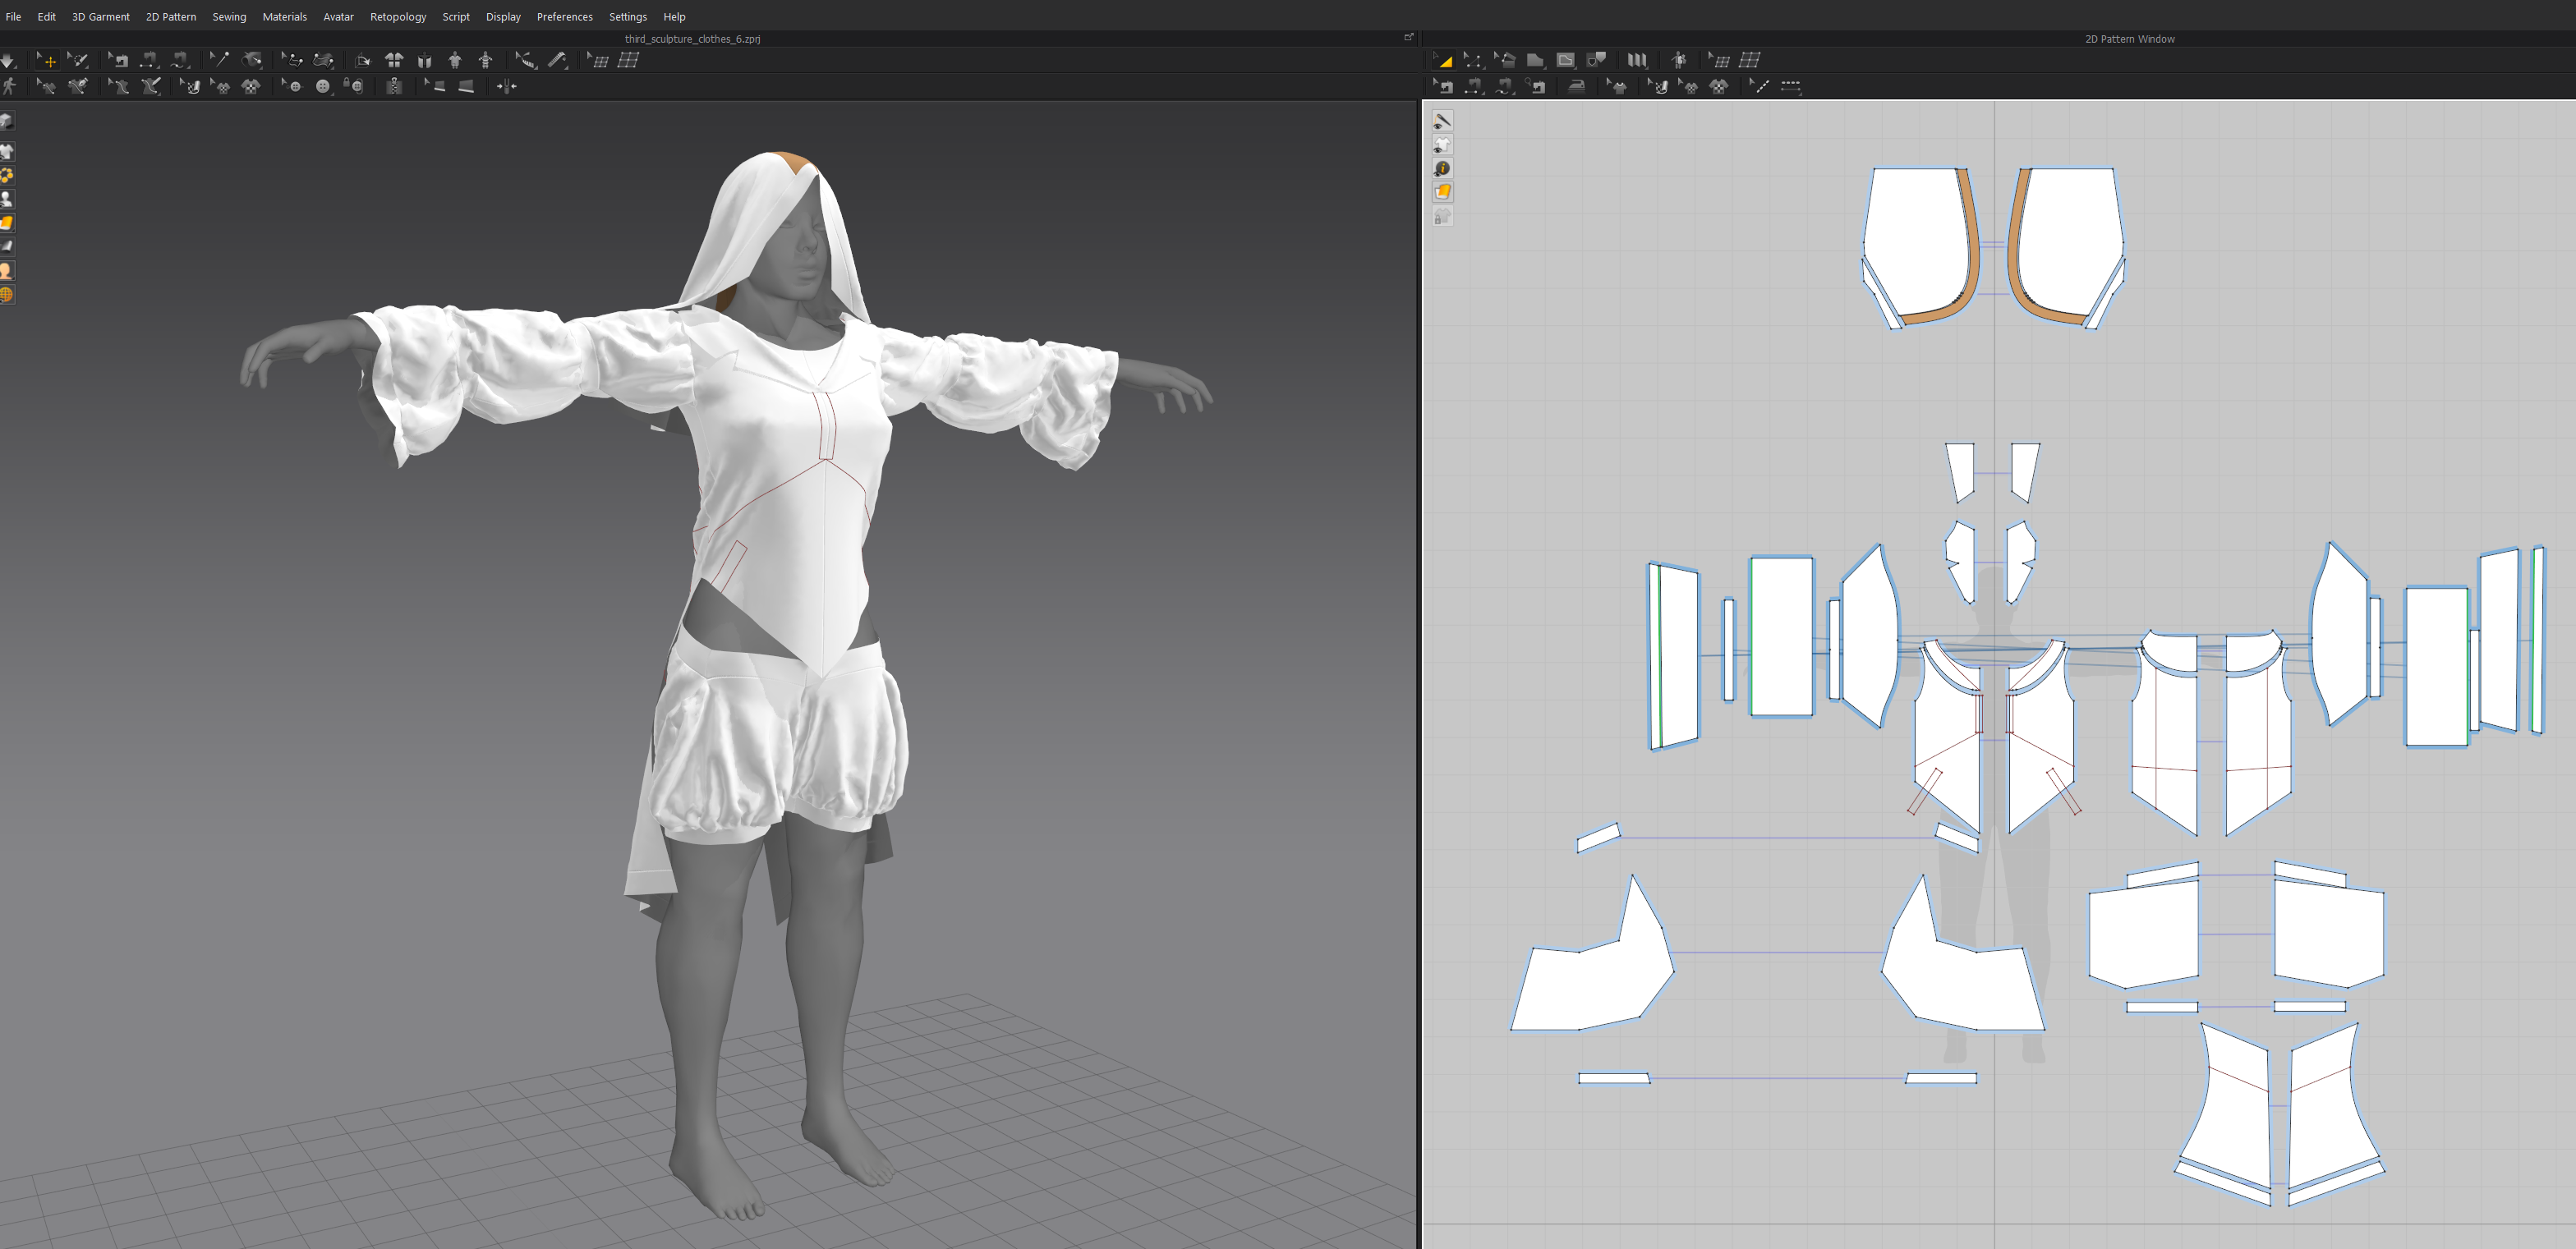 File Edit 3D Garment 2D Pattern Sewing Materials Avatar Retopology Script Display Preferences Settings Help
third_sculpture_clothes_6.zprj
2D Pattern Window